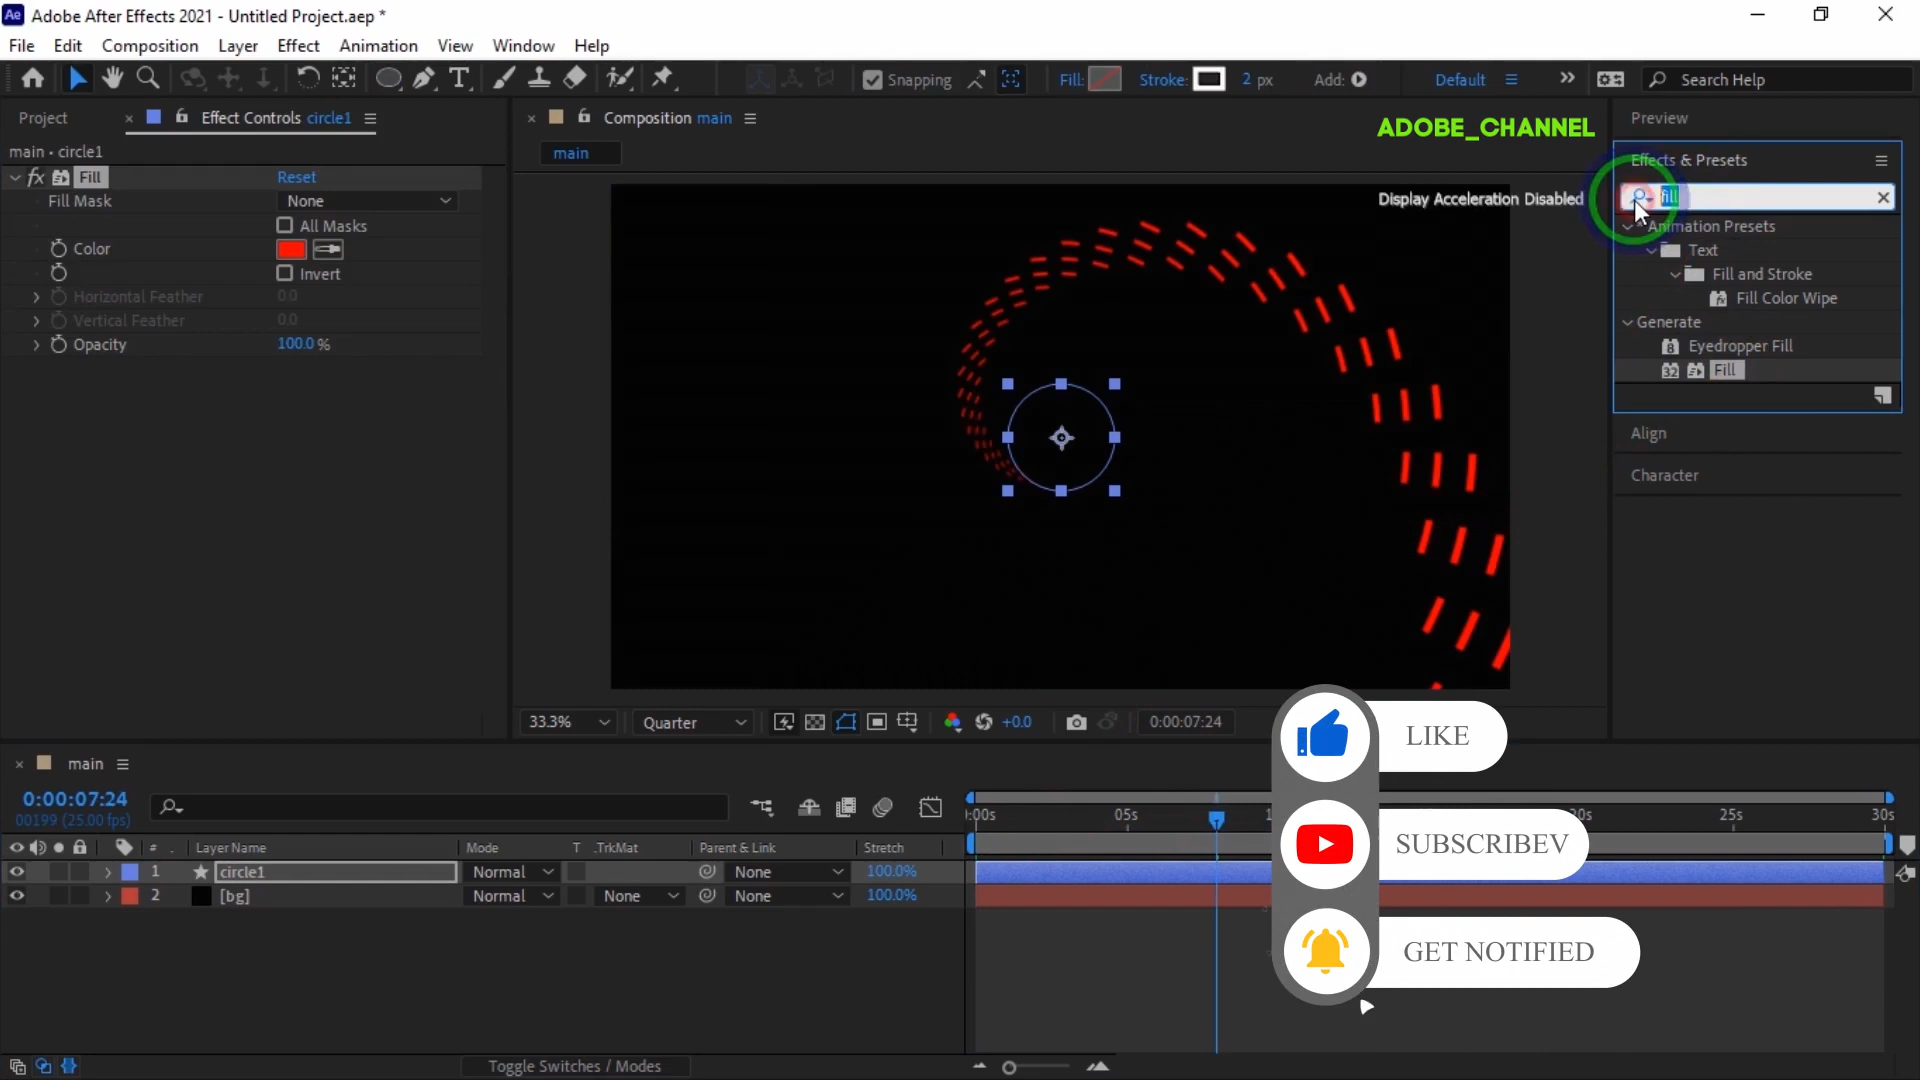 Ae Adobe After Effects 2021 - Untitled Project.aep *
File Edit Composition Layer Effect Animation View Window Help
Snapping Fill: Stroke: 2 px Add: Default Search Help
Project Effect Controls circle1
main • circle1
fx Fill Reset
Fill Mask None
All Masks
Color
Invert
Horizontal Feather 0.0
Vertical Feather 0.0
Opacity 100.0 %
Composition main
main
ADOBE_CHANNEL
Display Acceleration Disabled
Preview
Effects & Presets
fill
* Animation Presets
Text
Fill and Stroke
Fill Color Wipe
Generate
Eyedropper Fill
Fill
Align
Character
33.3% Quarter +0.0 0:00:07:24
LIKE
SUBSCRIBEV
GET NOTIFIED
main
0:00:07:24
00199 (25.00 fps)
:00s 05s 25s 30s
# Layer Name Mode T .TrkMat Parent & Link Stretch
1 circle1 Normal None 100.0%
2 [bg] Normal None None 100.0%
Toggle Switches / Modes